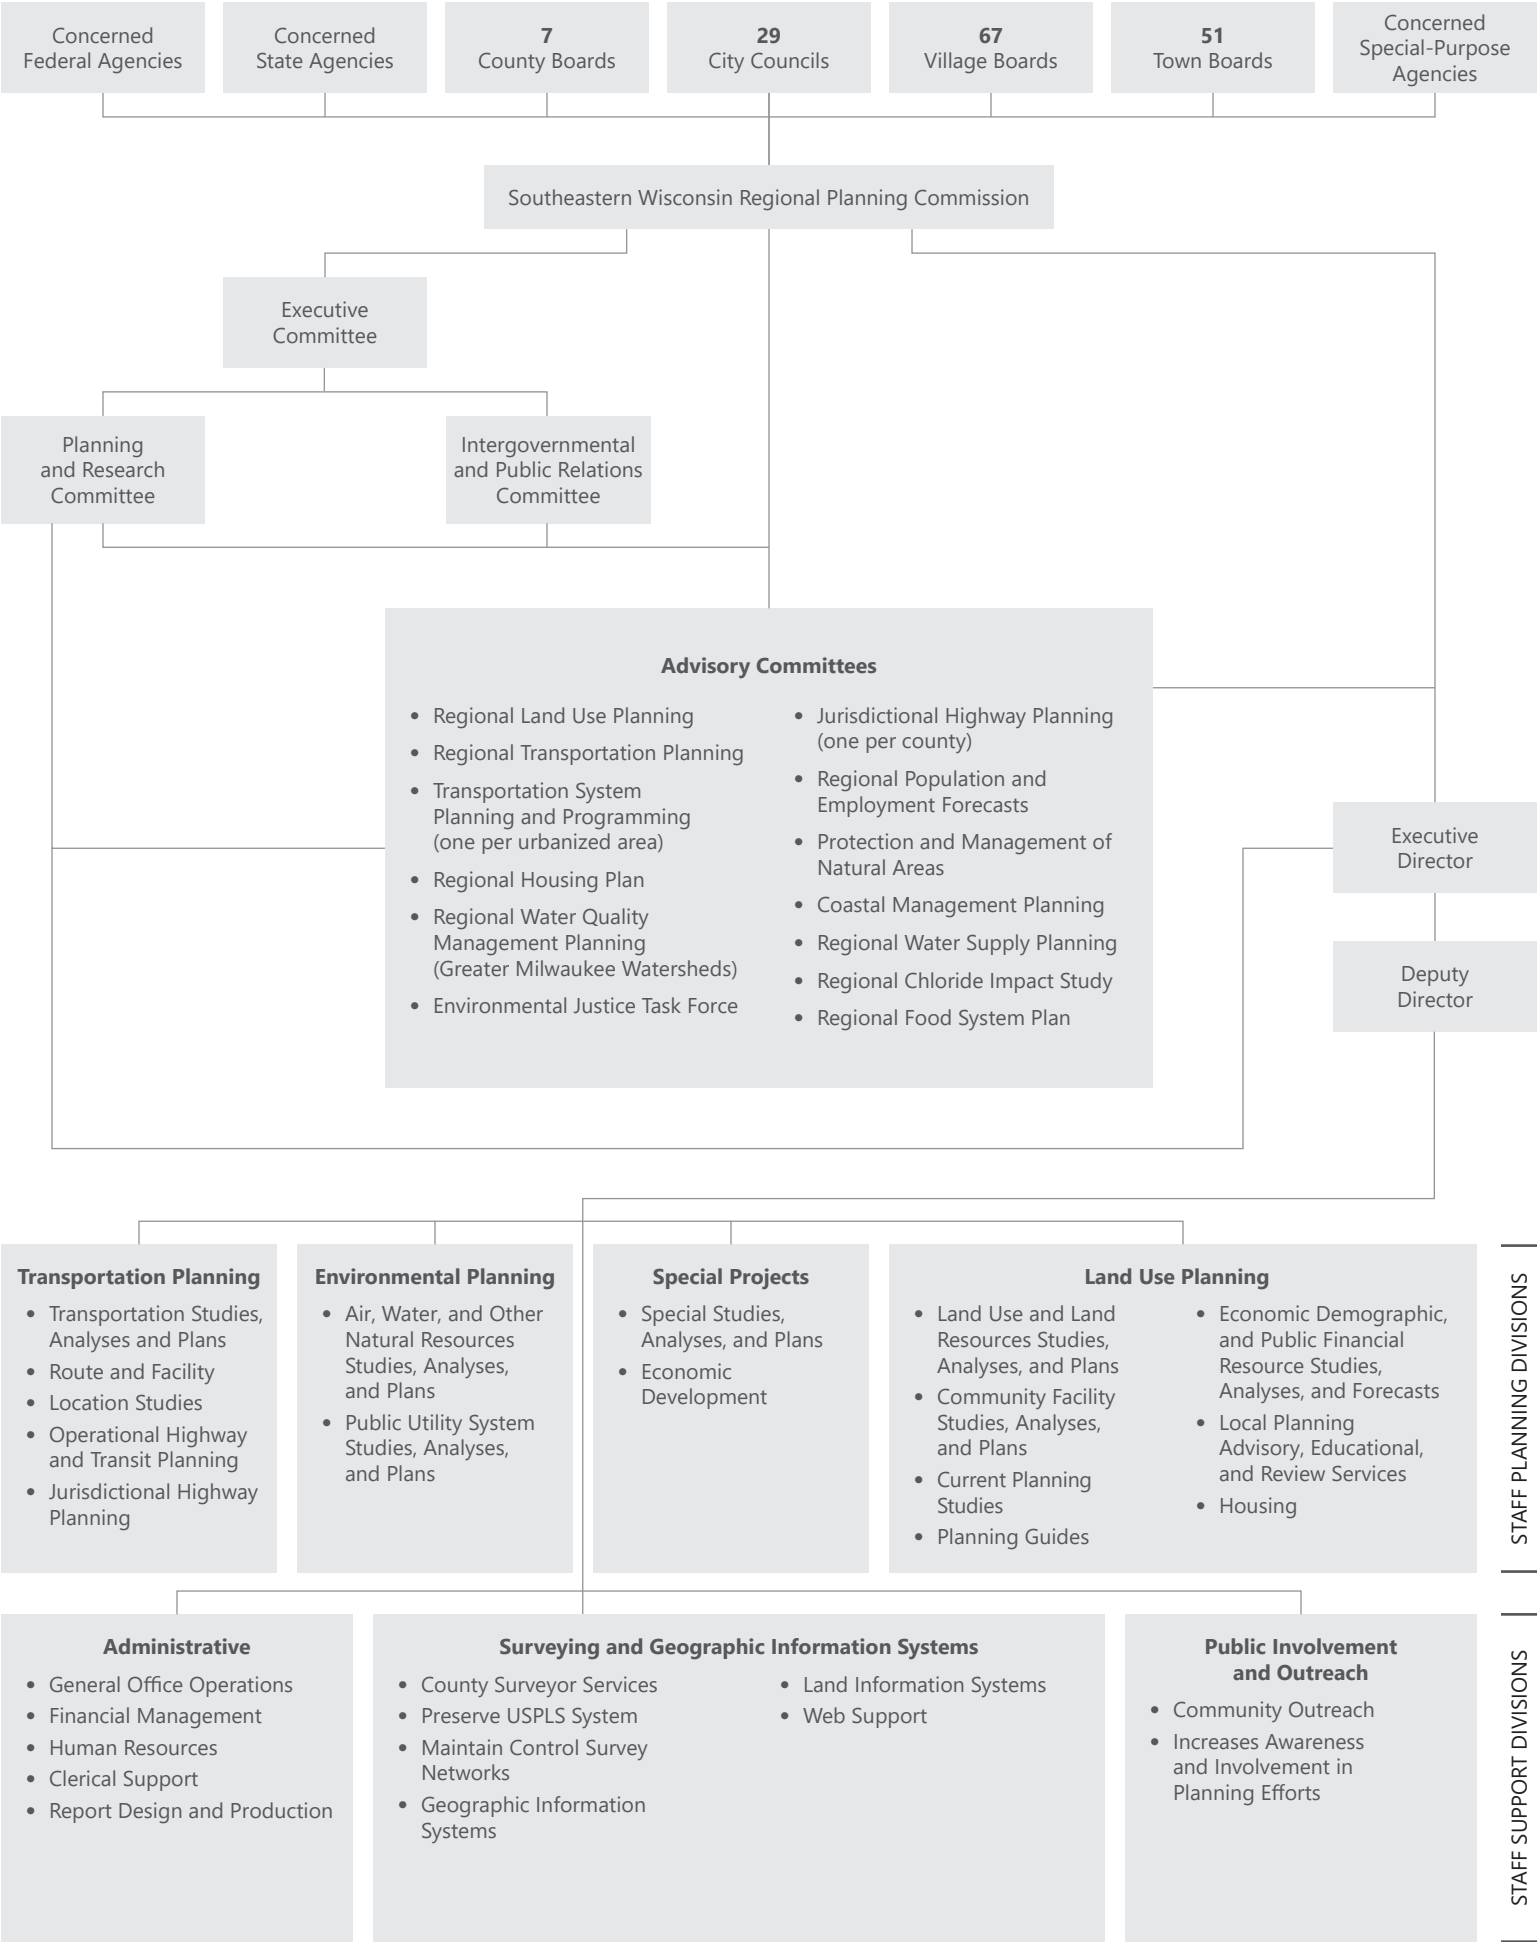 Concerned
Federal Agencies
Concerned
State Agencies
7
County Boards
29
City Councils
67
Village Boards
51
Town Boards
Concerned
Special-Purpose
Agencies
Southeastern Wisconsin Regional Planning Commission
Executive
Committee
Planning
and Research
Committee
Intergovernmental
and Public Relations
Committee
Advisory Committees
• Regional Land Use Planning
• Regional Transportation Planning
• Transportation System
Planning and Programming
(one per urbanized area)
• Regional Housing Plan
• Regional Water Quality
Management Planning
(Greater Milwaukee Watersheds)
• Environmental Justice Task Force
• Jurisdictional Highway Planning
(one per county)
• Regional Population and
Employment Forecasts
• Protection and Management of
Natural Areas
• Coastal Management Planning
• Regional Water Supply Planning
• Regional Chloride Impact Study
• Regional Food System Plan
Executive
Director
Deputy
Director
Transportation Planning
• Transportation Studies,
Analyses and Plans
• Route and Facility
• Location Studies
• Operational Highway
and Transit Planning
• Jurisdictional Highway
Planning
Environmental Planning
• Air, Water, and Other
Natural Resources
Studies, Analyses,
and Plans
• Public Utility System
Studies, Analyses,
and Plans
Special Projects
• Special Studies,
Analyses, and Plans
• Economic
Development
Land Use Planning
• Land Use and Land
Resources Studies,
Analyses, and Plans
• Community Facility
Studies, Analyses,
and Plans
• Current Planning
Studies
• Planning Guides
• Economic Demographic,
and Public Financial
Resource Studies,
Analyses, and Forecasts
• Local Planning
Advisory, Educational,
and Review Services
• Housing
STAFF PLANNING DIVISIONS
Administrative
• General Office Operations
• Financial Management
• Human Resources
• Clerical Support
• Report Design and Production
Surveying and Geographic Information Systems
• County Surveyor Services
• Preserve USPLS System
• Maintain Control Survey
Networks
• Geographic Information
Systems
• Land Information Systems
• Web Support
Public Involvement
and Outreach
• Community Outreach
• Increases Awareness
and Involvement in
Planning Efforts
STAFF SUPPORT DIVISIONS